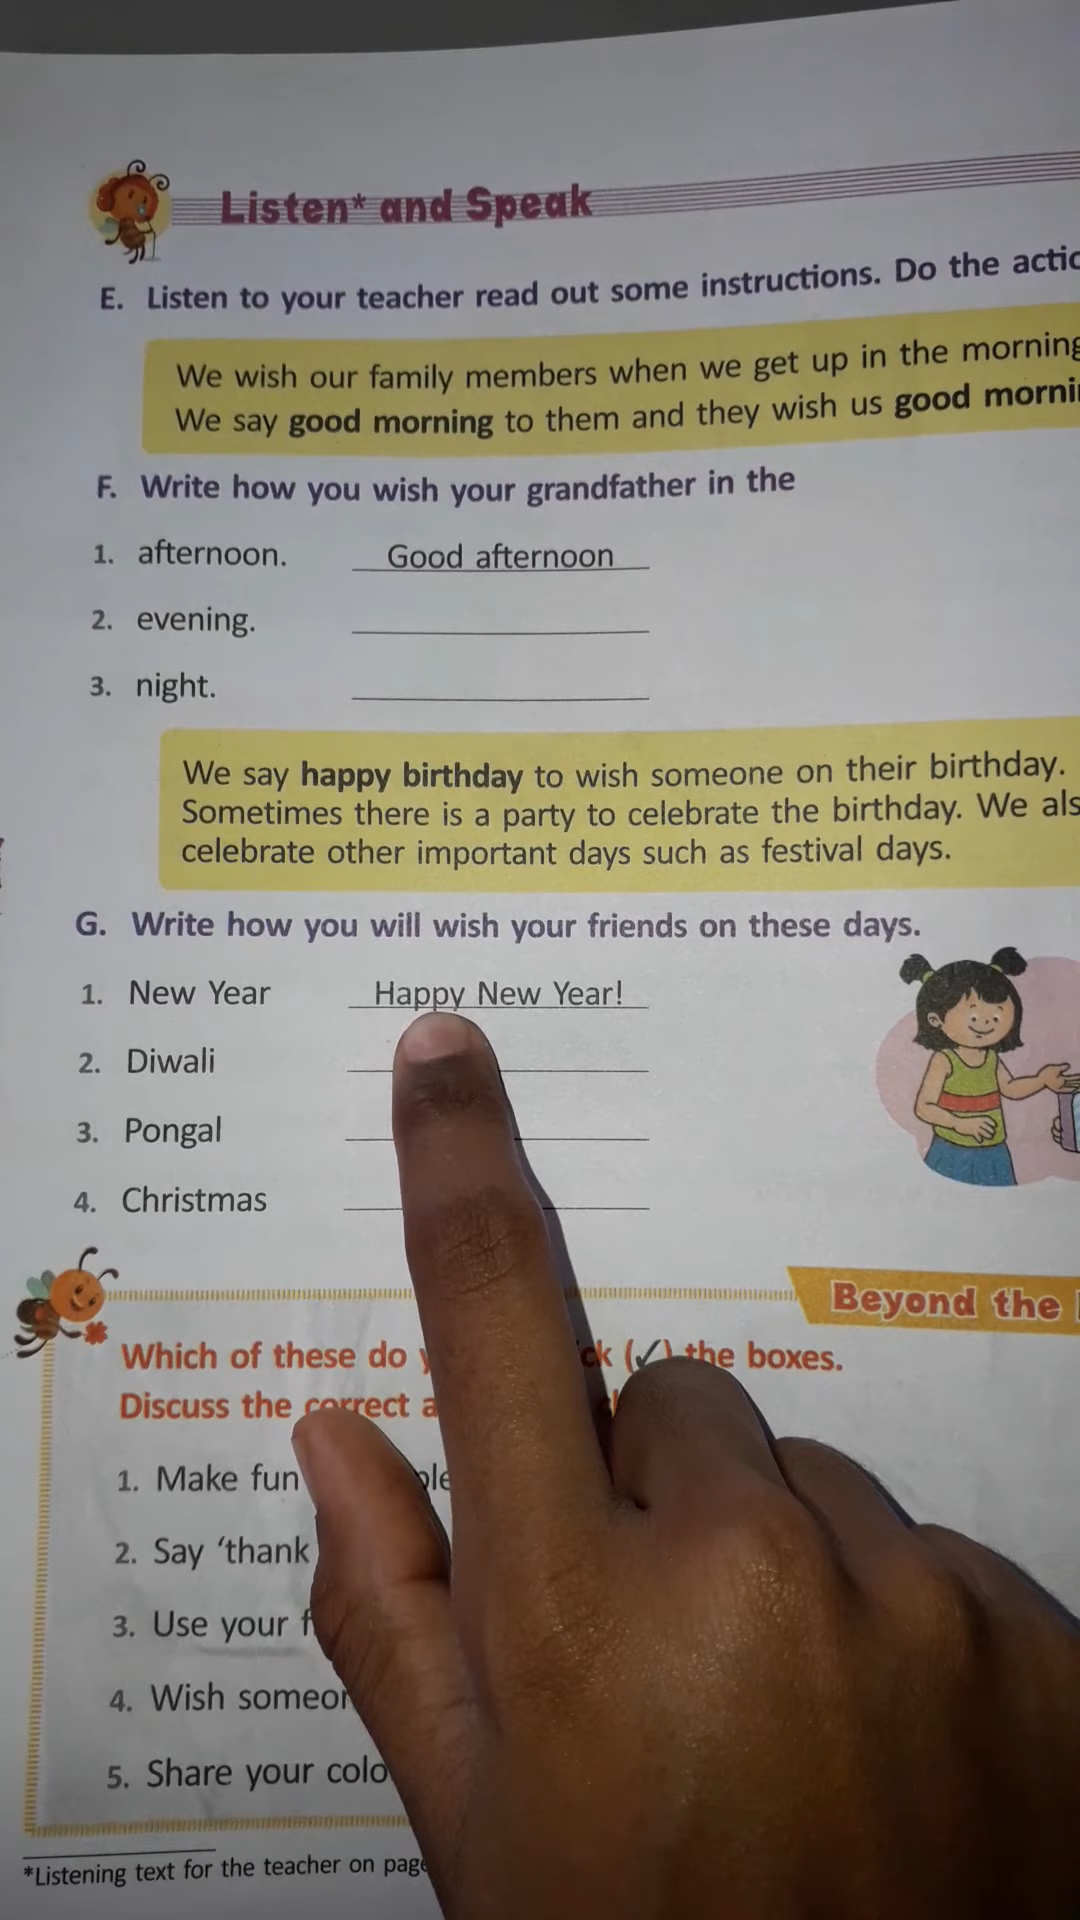 Listen* and Speak
E. Listen to your teacher read out some instructions. Do the
We wish our family members when we get up in the morning
We say good morning to them and they wish us good
F. Write how you wish your grandfather in the
1. afternoon. Good afternoon
2. evening.
3. night.
We say happy birthday to wish someone on their birthday.
Sometimes there is a party to celebrate the birthday. We
celebrate other important days such as festival days.
G. Write how you will wish your friends on these days.
1. New Year Happy New Year!
2. Diwali
3. Pongal
4. Christmas
Beyond the
Which of these do (✓) the boxes.
Discuss the correct
1. Make fun
2. Say ‘thank
3. Use your
4. Wish
5. Share your
*Listening text for the teacher on